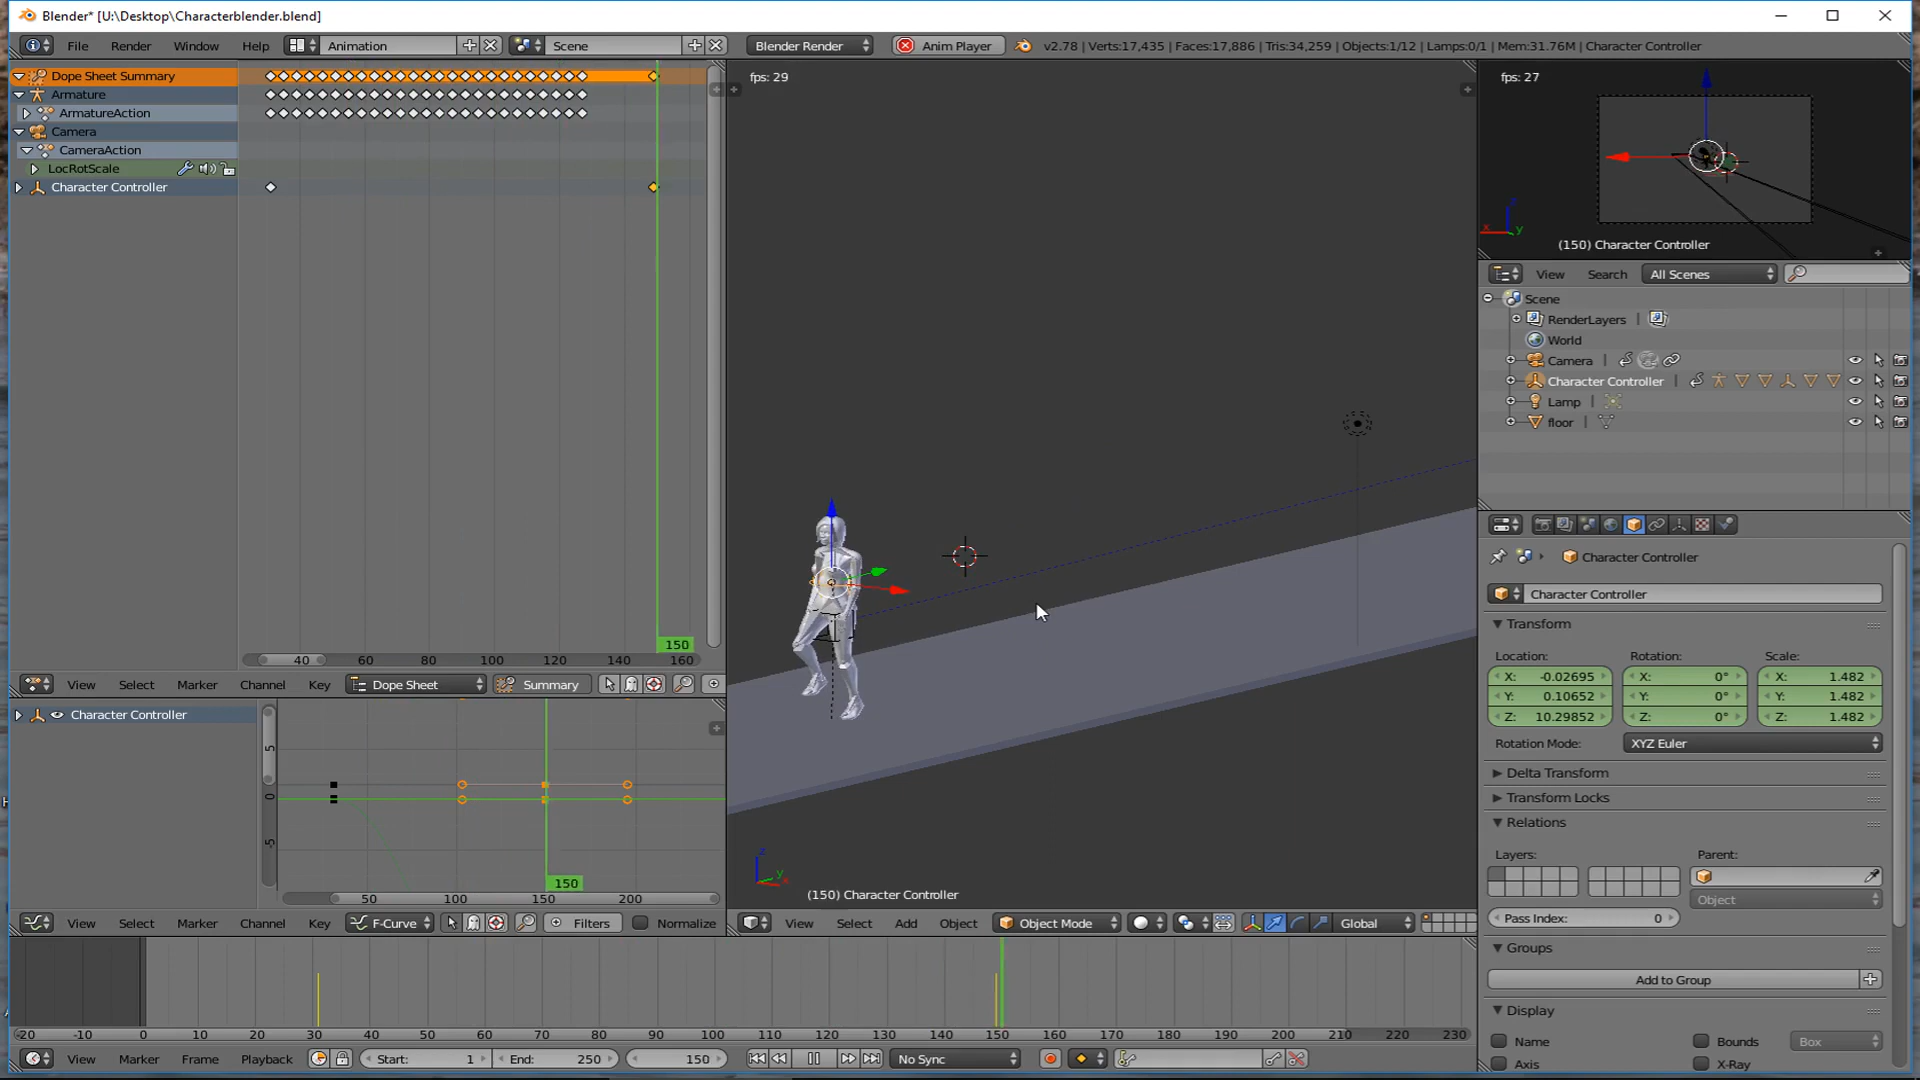 Blender* [U:\Desktop\Characterblender.blend]
File Render Window Help Animation Scene Blender Render Anim Player v2.78 | Verts:17,435 | Faces:17,886 | Tris:34,259 | Objects:1/12 | Lamps:0/1 | Mem:31.76M | Character Controller
Dope Sheet Summary
Armature
ArmatureAction
Camera
CameraAction
LocRotScale
Character Controller
150
40 60 80 100 120 140 160
View Select Marker Channel Key Dope Sheet Summary
Character Controller
5
0
-5
150
50 100 150 200
View Select Marker Channel Key F-Curve Filters Normalize
fps: 29
z
y
x
(150) Character Controller
View Select Add Object Object Mode Global
fps: 27
z
x y
(150) Character Controller
View Search All Scenes
Scene
RenderLayers |
World
Camera |
Character Controller |
Lamp |
floor |
Character Controller
Character Controller
Transform
Location: Rotation: Scale:
X: -0.02695 X: 0° X: 1.482
Y: 0.10652 Y: 0° Y: 1.482
Z: 10.29852 Z: 0° Z: 1.482
Rotation Mode: XYZ Euler
Delta Transform
Transform Locks
Relations
Layers: Parent:
Object
Pass Index: 0
Groups
Add to Group
Display
Name Bounds Box
Axis X-Ray
-20 -10 0 10 20 30 40 50 60 70 80 90 100 110 120 130 140 150 160 170 180 190 200 210 220 230
View Marker Frame Playback Start: 1 End: 250 150 No Sync